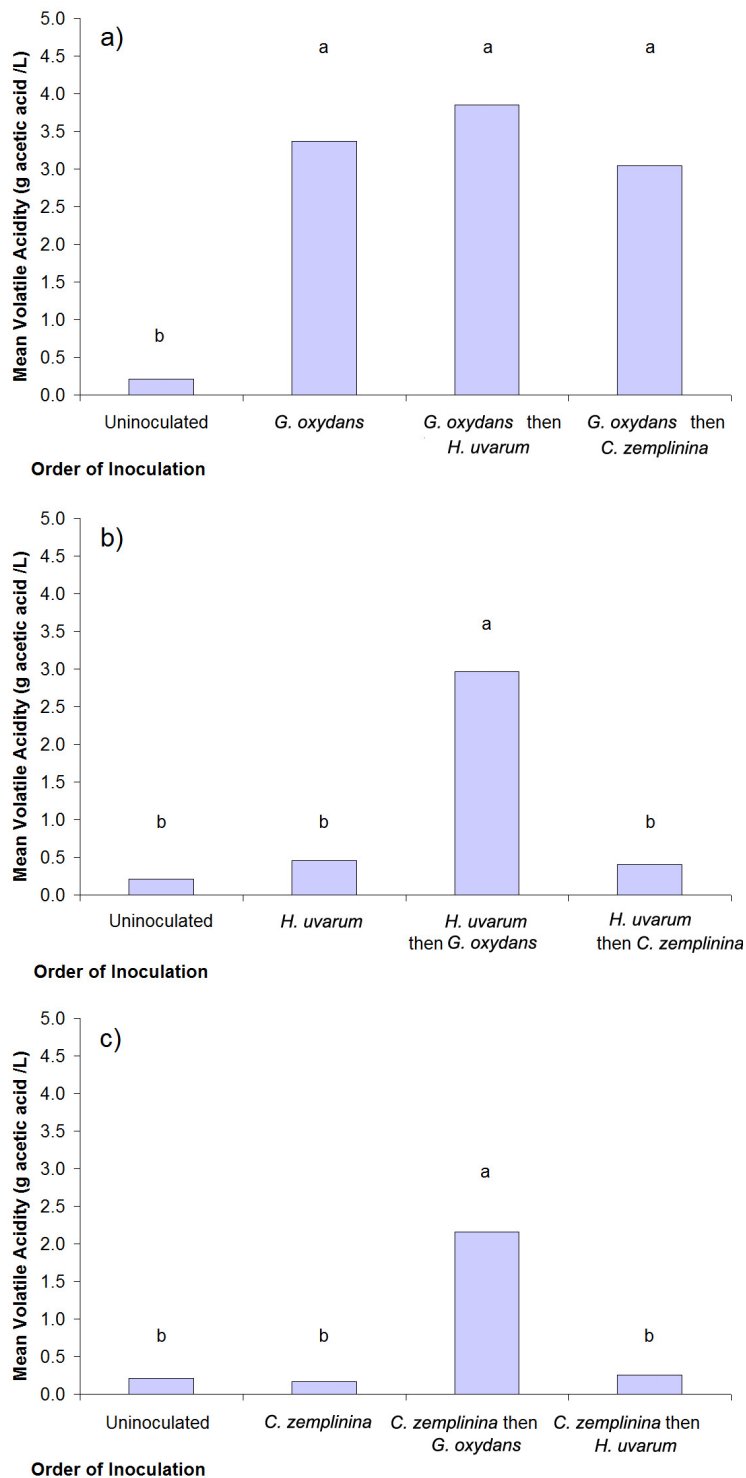 a)
Mean Volatile Acidity (g acetic acid /L)
5.0
4.5
4.0
3.5
3.0
2.5
2.0
1.5
1.0
0.5
0.0
b
a
a
a
Uninoculated
G. oxydans
G. oxydans then
H. uvarum
G. oxydans then
C. zemplinina
Order of Inoculation
b)
Mean Volatile Acidity (g acetic acid /L)
5.0
4.5
4.0
3.5
3.0
2.5
2.0
1.5
1.0
0.5
0.0
b
b
a
b
Uninoculated
H. uvarum
H. uvarum
then G. oxydans
H. uvarum
then C. zemplinina
Order of Inoculation
c)
Mean Volatile Acidity (g acetic acid /L)
5.0
4.5
4.0
3.5
3.0
2.5
2.0
1.5
1.0
0.5
0.0
b
b
a
b
Uninoculated
C. zemplinina
C. zemplinina then
G. oxydans
C. zemplinina then
H. uvarum
Order of Inoculation